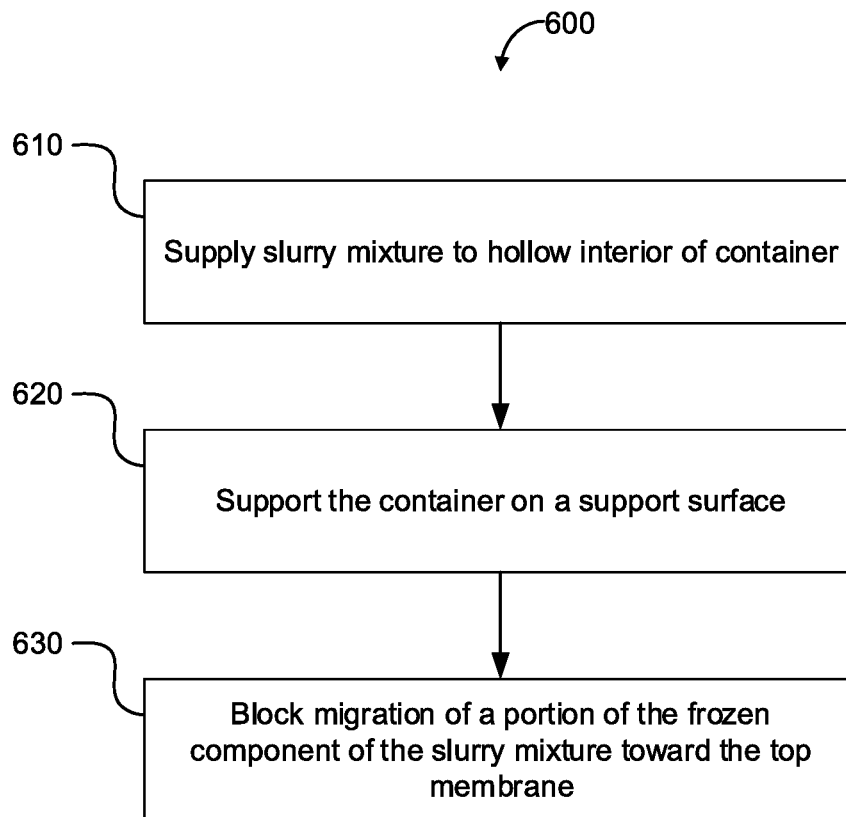 600
610
Supply slurry mixture to hollow interior of container
620
Support the container on a support surface
630
Block migration of a portion of the frozen
component of the slurry mixture toward the top
membrane